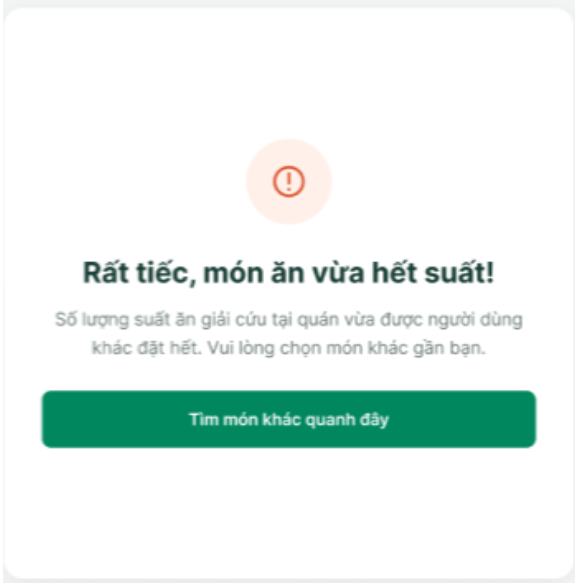 Rất tiếc, món ăn vừa hết suất!
Số lượng suất ăn giải cứu tại quán vừa được người dùng
khác đặt hết. Vui lòng chọn món khác gần bạn.
Tìm món khác quanh đây